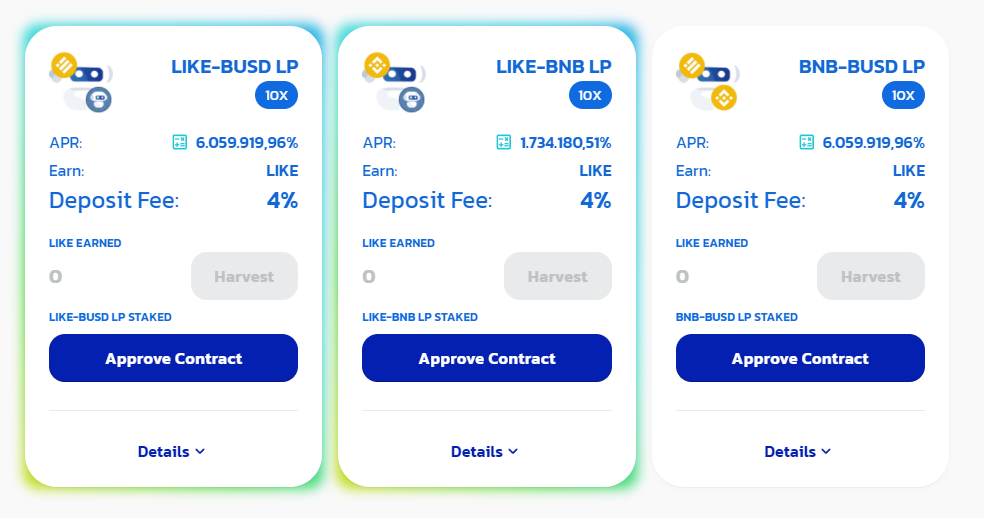 LIKE-BUSD LP
10X
APR: 6.059.919,96%
Earn: LIKE
Deposit Fee: 4%
LIKE EARNED
0 Harvest
LIKE-BUSD LP STAKED
Approve Contract
Details
LIKE-BNB LP
10X
APR: 1.734.180,51%
Earn: LIKE
Deposit Fee: 4%
LIKE EARNED
0 Harvest
LIKE-BNB LP STAKED
Approve Contract
Details
BNB-BUSD LP
10X
APR: 6.059.919,96%
Earn: LIKE
Deposit Fee: 4%
LIKE EARNED
0 Harvest
BNB-BUSD LP STAKED
Approve Contract
Details